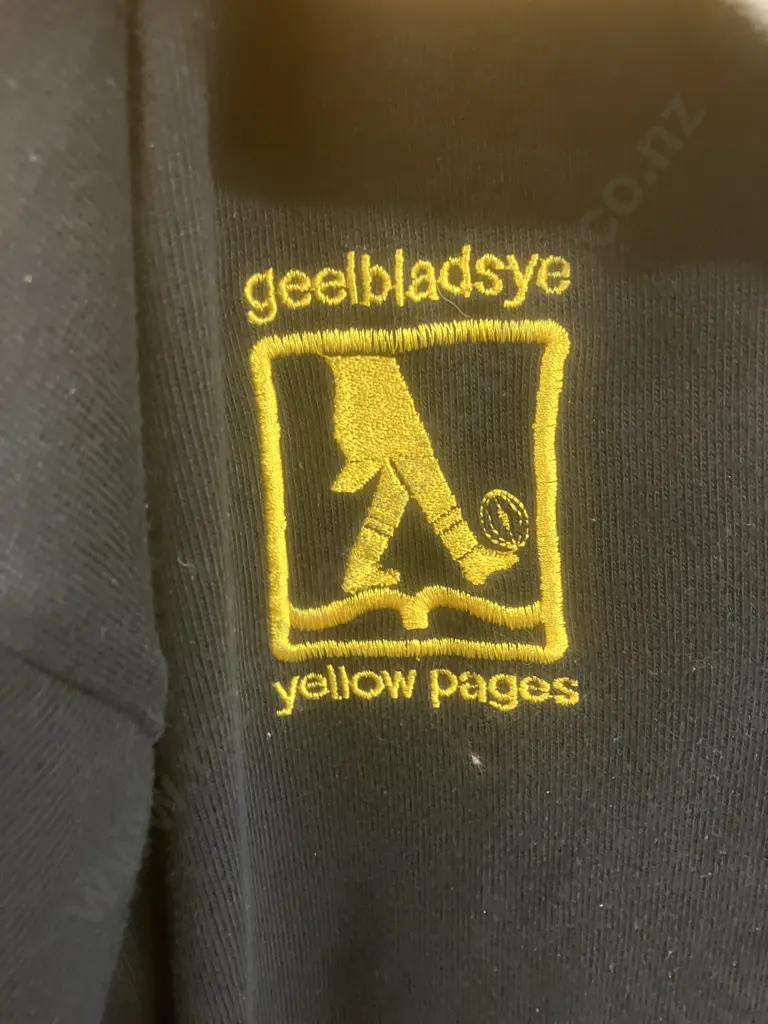 geelbladsye
yellow pages
.co.nz